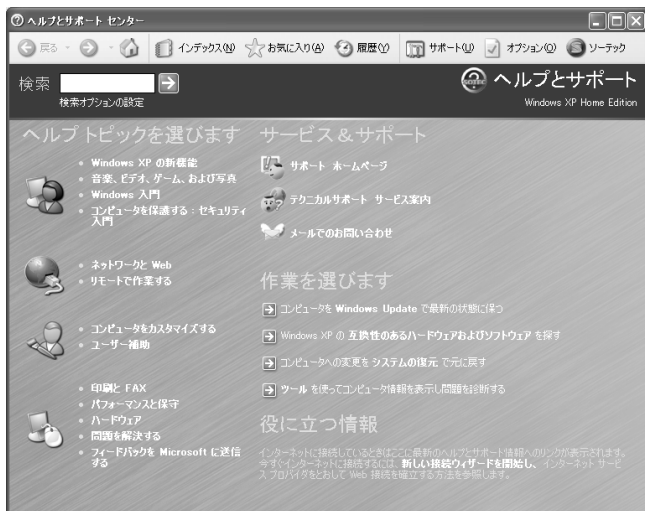 ヘルプとサポート センター
戻る
インデックス(N)
お気に入り(A)
履歴(Y)
サポート(U)
オプション(O)
ソーテック
検索
検索オプションの設定
SOTEC
ヘルプとサポート
Windows XP Home Edition
ヘルプ トピックを選びます
Windows XP の新機能
音楽、ビデオ、ゲーム、および写真
Windows 入門
コンピュータを保護する : セキュリティ
入門
ネットワークと Web
リモートで作業する
コンピュータをカスタマイズする
ユーザー補助
印刷と FAX
パフォーマンスと保守
ハードウェア
問題を解決する
フィードバックを Microsoft に送信
する
サービス & サポート
サポート ホームページ
テクニカルサポート サービス案内
メールでのお問い合わせ
作業を選びます
コンピュータを Windows Update で最新の状態に保つ
Windows XP の 互換性のあるハードウェアおよびソフトウェア を探す
コンピュータへの変更を システムの復元 で元に戻す
ツール を使ってコンピュータ情報を表示し問題を診断する
役に立つ情報
インターネットに接続しているときはここに最新のヘルプとサポート情報へのリンクが表示されます。
今すぐインターネットに接続するには、新しい接続ウィザードを開始し、インターネット サービ
ス プロバイダをとおして Web 接続を確立する方法を参照します。